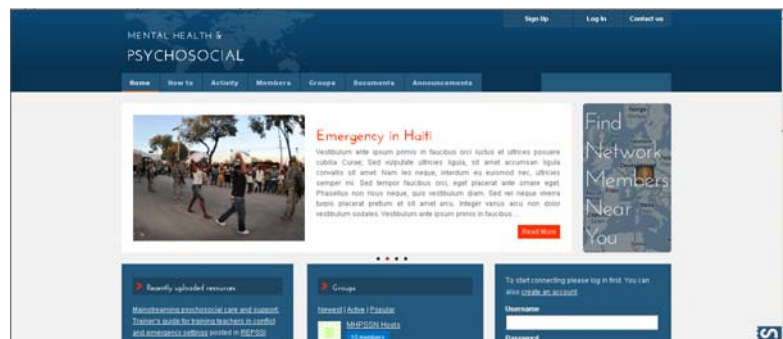 Sign Up Log In Contact us
MENTAL HEALTH &
PSYCHOSOCIAL
Home How to Activity Members Groups Documents Announcements
Emergency in Haiti
Vestibulum ante ipsum primis in faucibus orci luctus et ultrices posuere
cubilia Curae; Sed vulputate ultricies ligula, sit amet accumsan ligula
convallis sit amet. Nam leo neque, interdum eu euismod nec, ultricies
semper mi. Sed tempor faucibus orci, eget placerat ante ornare eget.
Phasellus non risus neque, quis vestibulum diam. Sed vel neque viverra
turpis placerat pretium et sit amet arcu. Integer varius arcu non dolor
vestibulum sodales. Vestibulum ante ipsum primis in faucibus ...
Read More
Find
Network
Members
Near
You
Recently uploaded resources
Mainstreaming psychosocial care and support:
Trainer's guide for training teachers in conflict
and emergency settings posted in REPSSI
Groups
Newest | Active | Popular
MHPSSN Hosts
10 members
To start connecting please log in first. You can
also create an account.
Username
Password